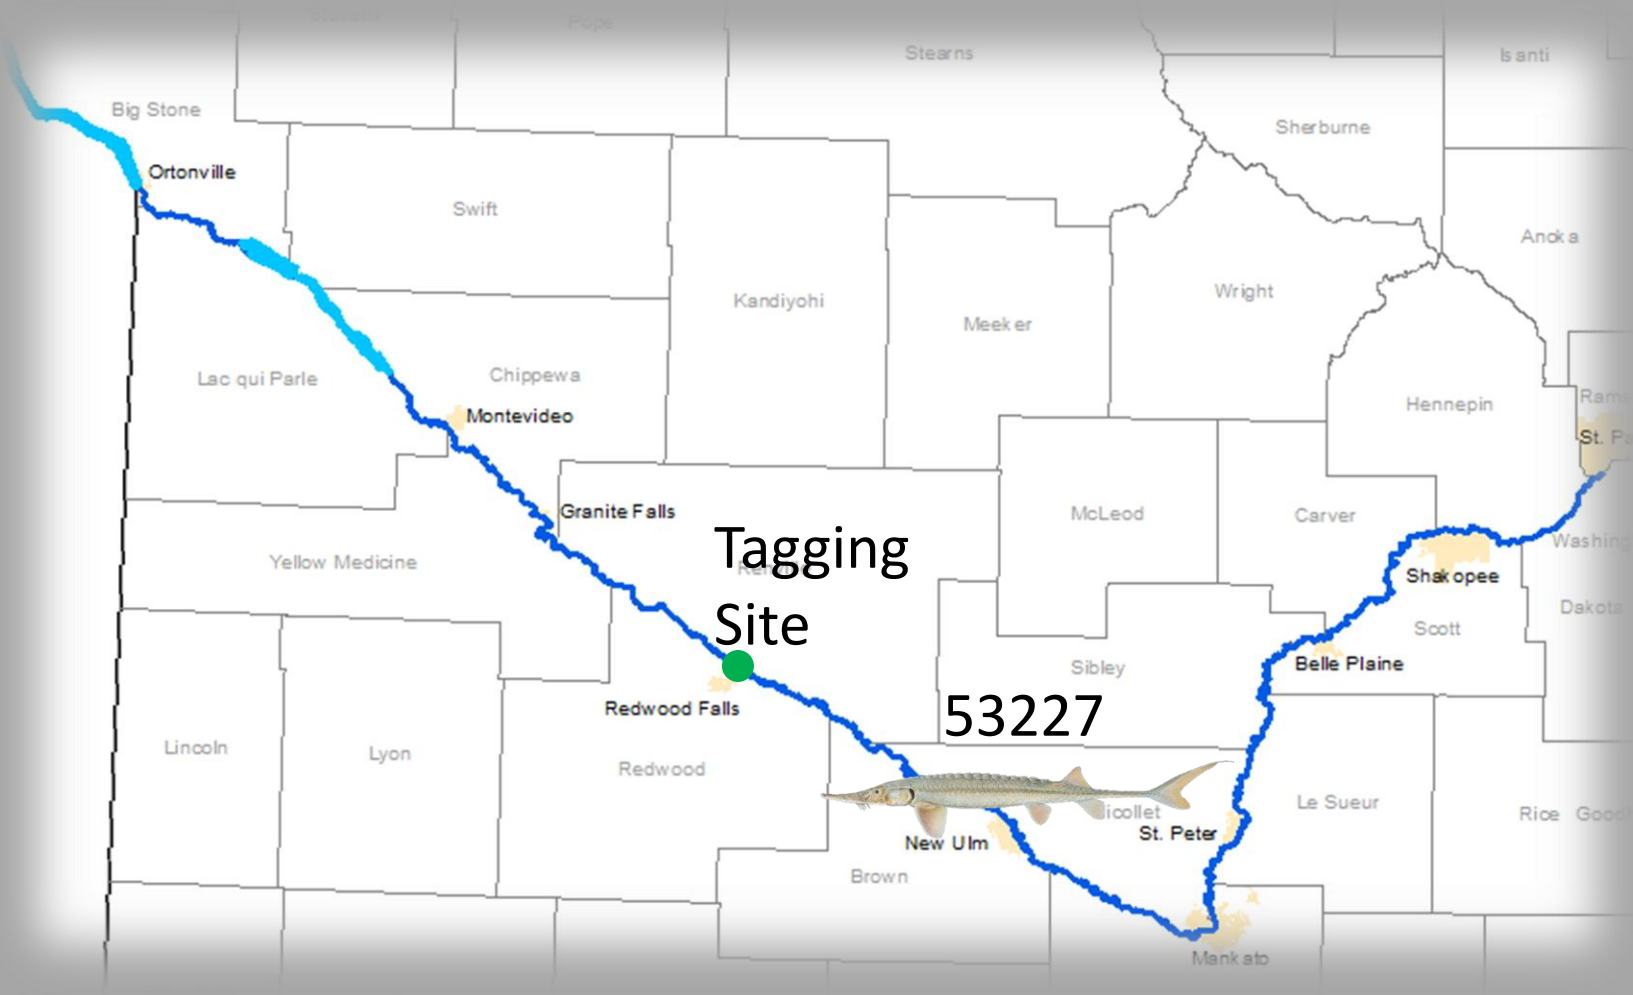 Pope
Stearns
Isanti
Big Stone
Sherburne
Ortonville
Swift
Anoka
Kandiyohi
Wright
Meeker
Lac qui Parle
Chippewa
Hennepin
Montevideo
Granite Falls
McLeod
Carver
Tagging
Site
Yellow Medicine
Shakopee
Scott
Sibley
Belle Plaine
Redwood Falls
53227
Lincoln
Lyon
Redwood
Le Sueur
Rice
St. Peter
New Ulm
Brown
Mankato